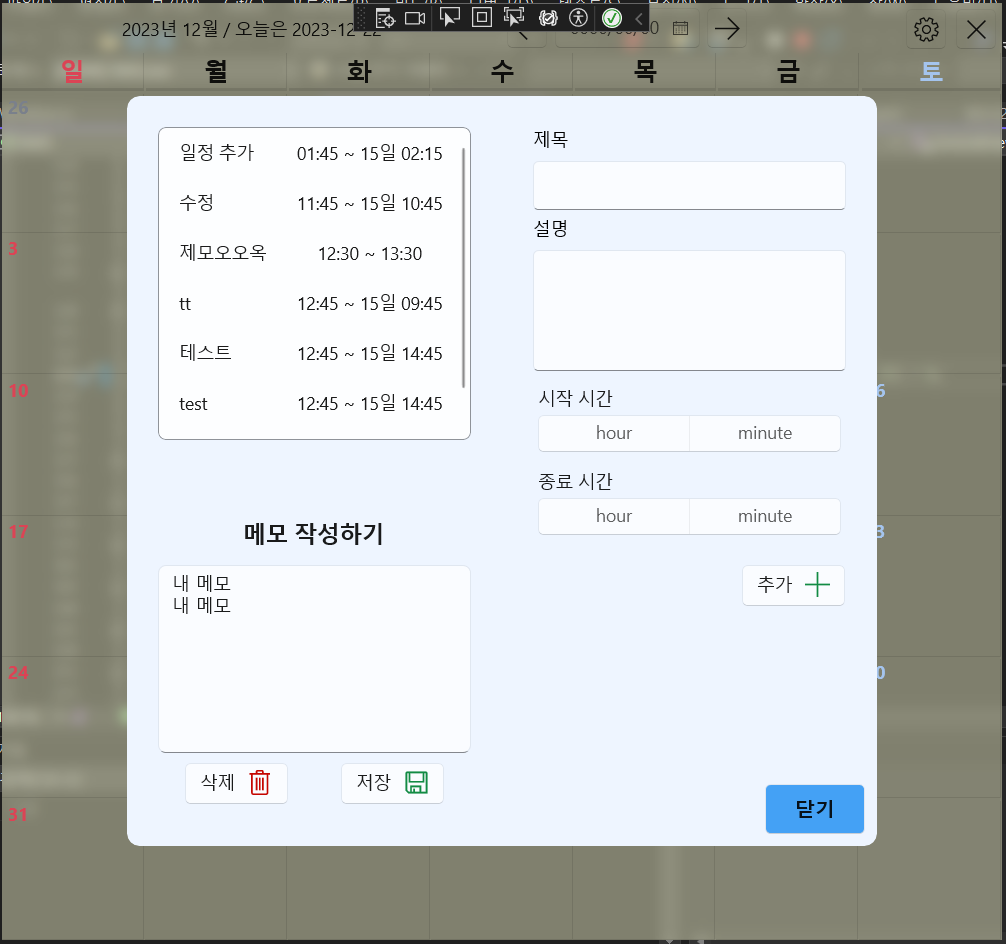 2023년 12월 / 오늘은 2023-12-22
일 월 화 수 목 금 토
26
3
10
17
24
31
일정 추가 01:45 ~ 15일 02:15
수정 11:45 ~ 15일 10:45
제모오오옥 12:30 ~ 13:30
tt 12:45 ~ 15일 09:45
테스트 12:45 ~ 15일 14:45
test 12:45 ~ 15일 14:45
메모 작성하기
내 메모
내 메모
삭제
저장
제목
설명
시작 시간
hour minute
종료 시간
hour minute
추가
닫기
6
3
0